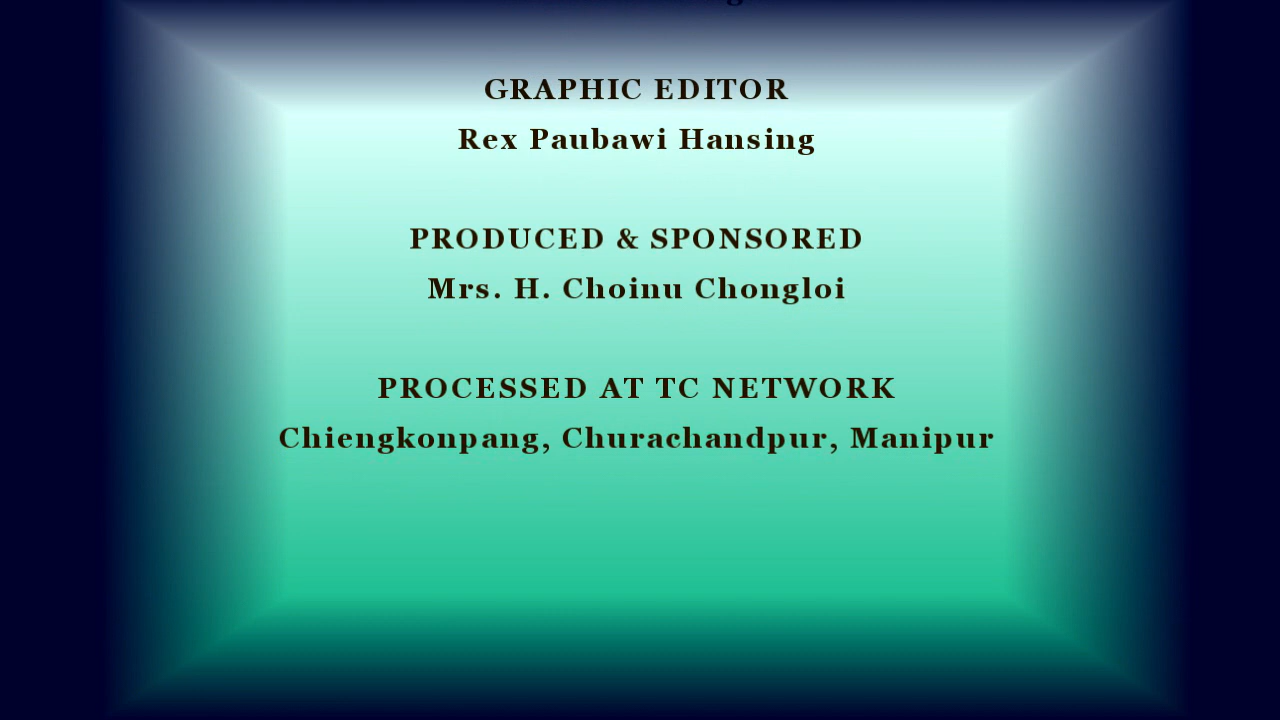 GRAPHIC EDITOR
Rex Paubawi Hansing
PRODUCED & SPONSORED
Mrs. H. Choinu Chongloi
PROCESSED AT TC NETWORK
Chiengkonpang, Churachandpur, Manipur